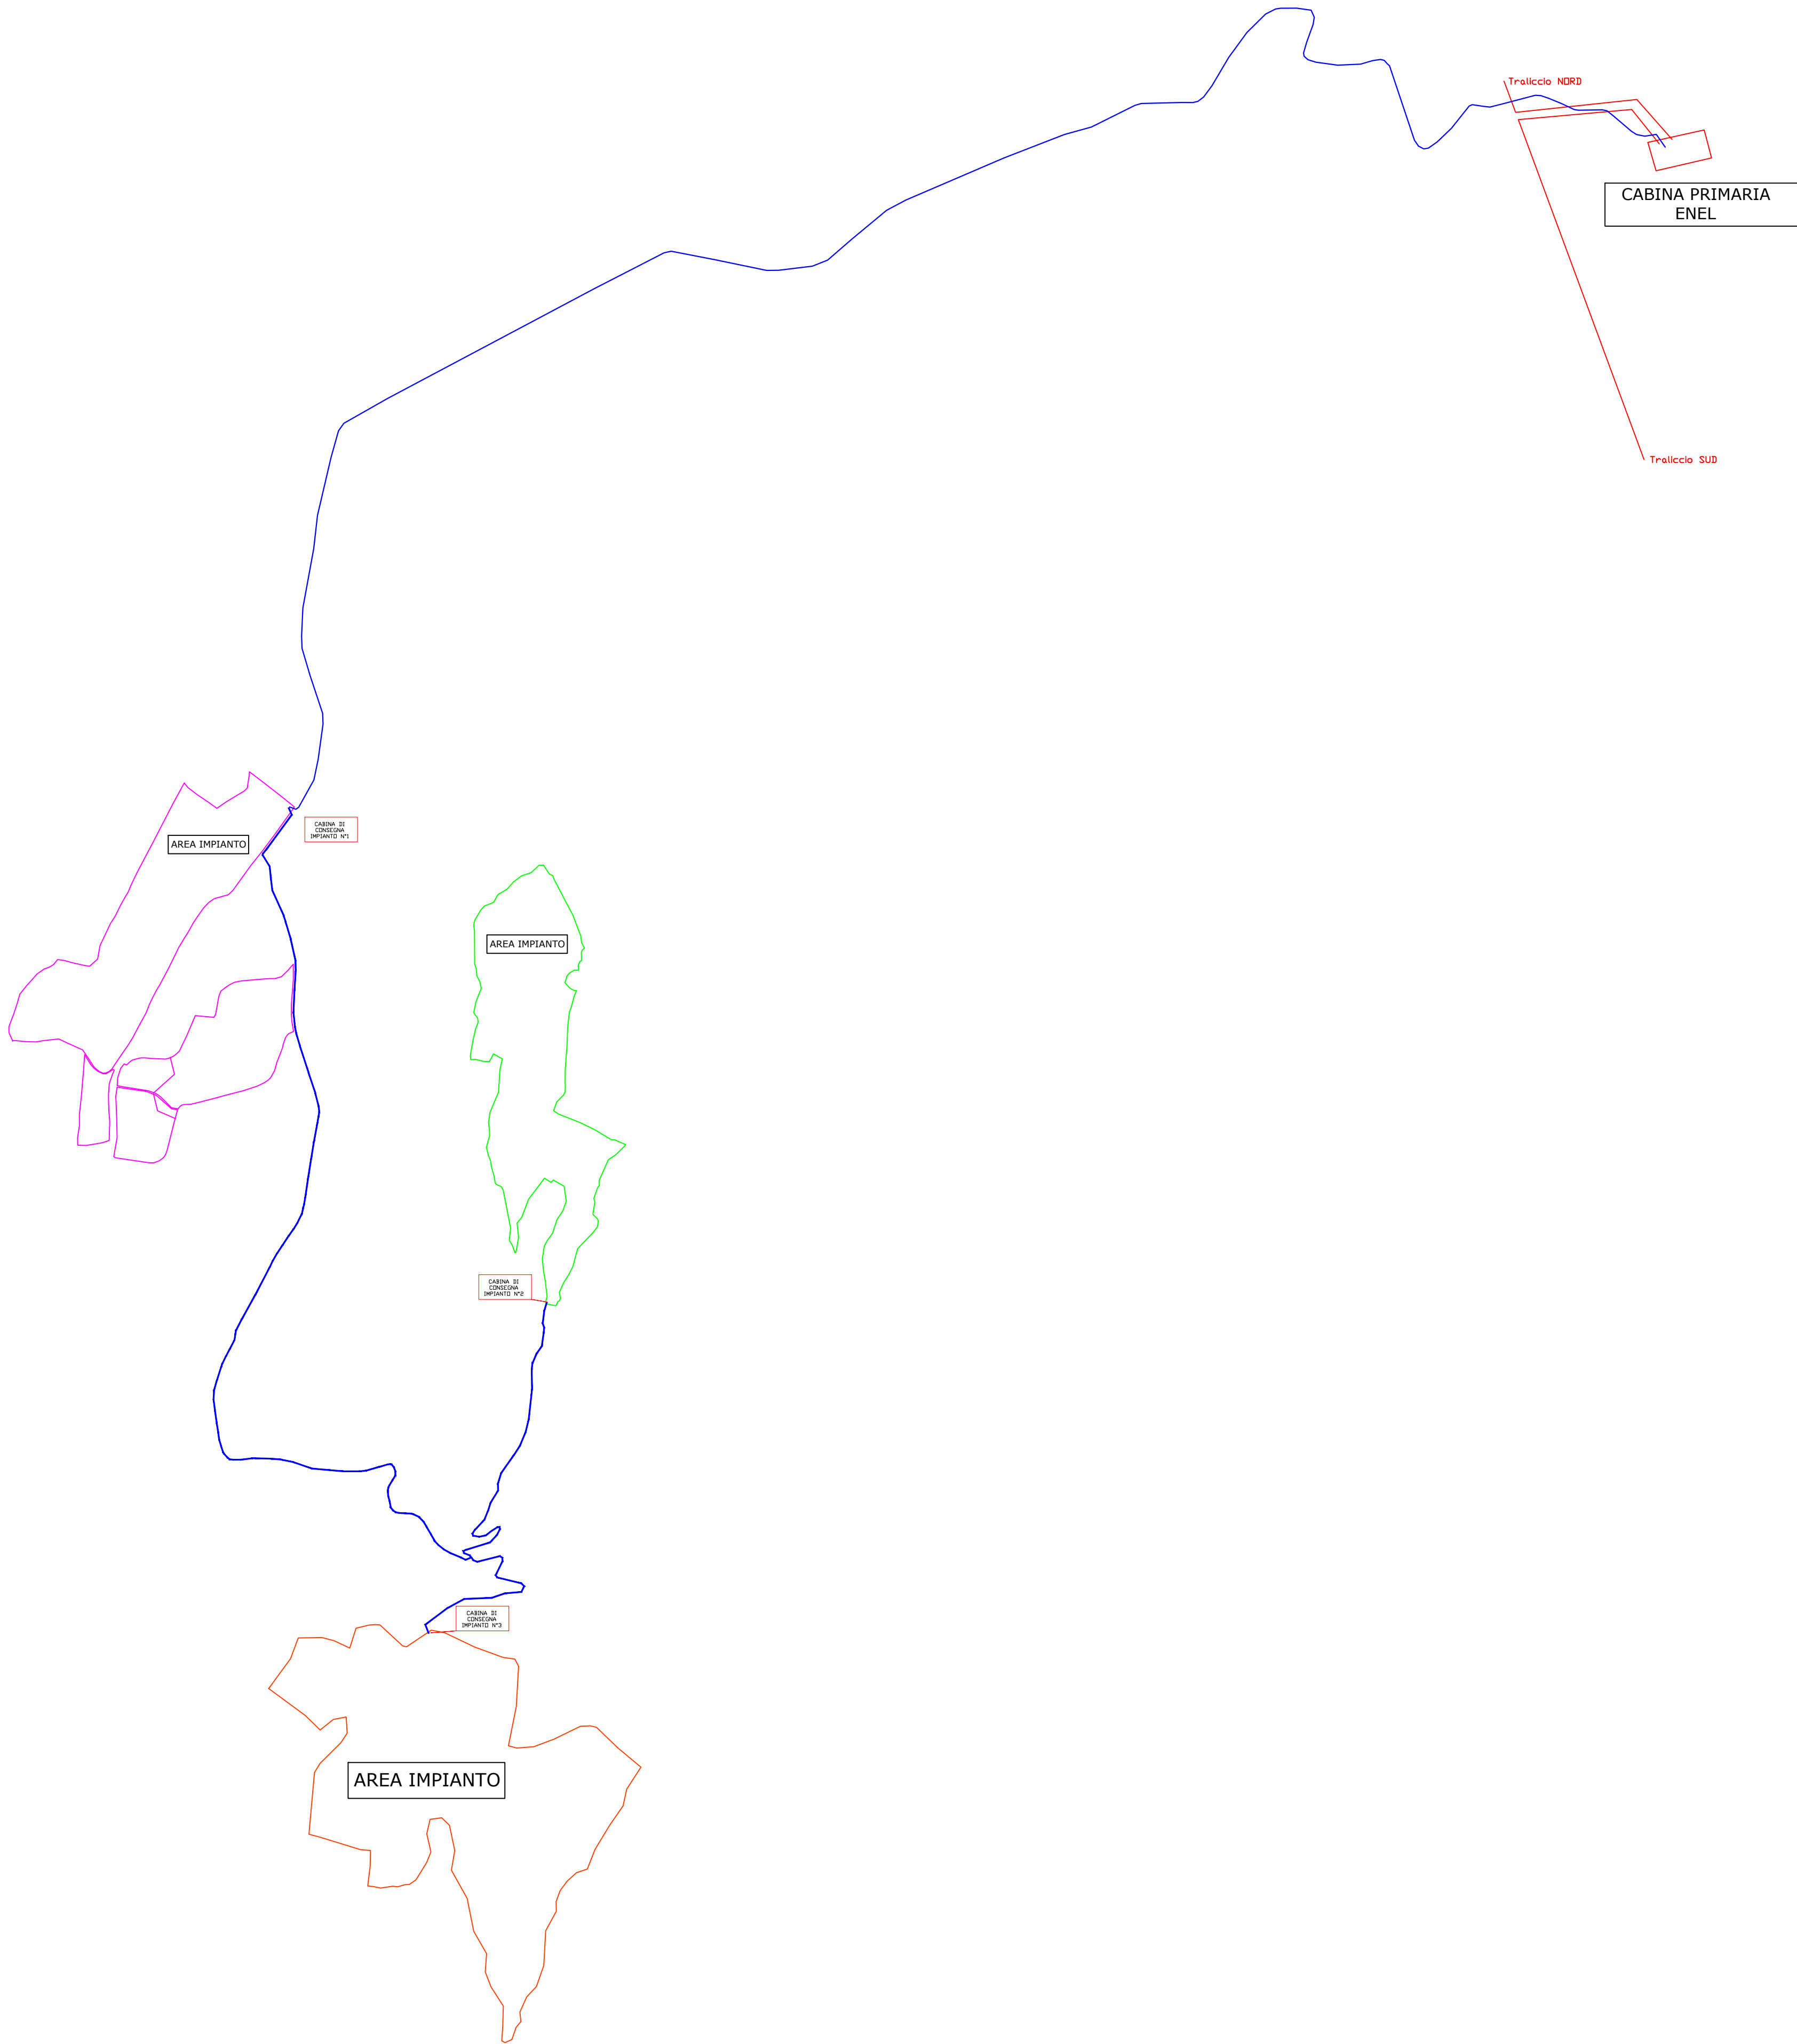 Traliccio NORD
CABINA PRIMARIA
ENEL
Traliccio SUD
CABINA DI
CONSEGNA
IMPIANTO N°1
AREA IMPIANTO
AREA IMPIANTO
CABINA DI
CONSEGNA
IMPIANTO N°2
CABINA DI
CONSEGNA
IMPIANTO N°3
AREA IMPIANTO